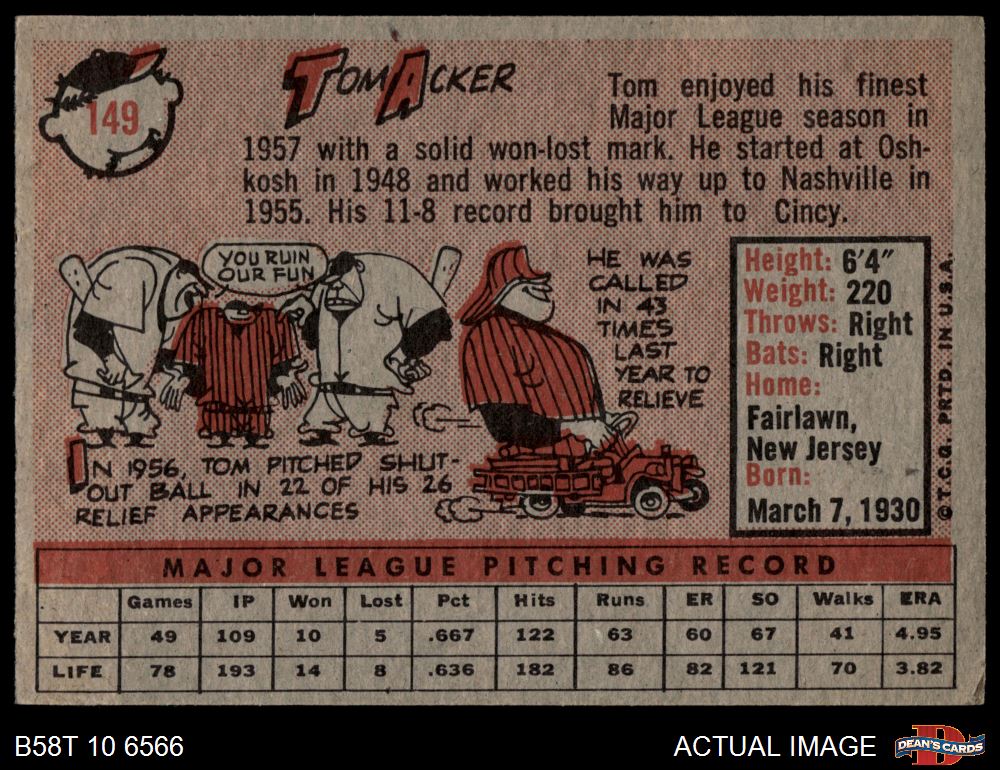 149
TOM ACKER
Tom enjoyed his finest
Major League season in
1957 with a solid won-lost mark. He started at Osh-
kosh in 1948 and worked his way up to Nashville in
1955. His 11-8 record brought him to Cincy.
YOU RUIN
OUR FUN
IN 1956, TOM PITCHED SHUT-
OUT BALL IN 22 OF HIS 26
RELIEF APPEARANCES
HE WAS
CALLED
IN 43
TIMES
LAST
YEAR TO
RELIEVE
Height: 6'4"
Weight: 220
Throws: Right
Bats: Right
Home:
Fairlawn,
New Jersey
Born:
March 7, 1930
© T.C.G. PRTD. IN U.S.A.
MAJOR LEAGUE PITCHING RECORD
Games IP Won Lost Pct Hits Runs ER SO Walks ERA
YEAR 49 109 10 5 .667 122 63 60 67 41 4.95
LIFE 78 193 14 8 .636 182 86 82 121 70 3.82
B58T 10 6566
ACTUAL IMAGE
D
DEAN'S CARDS